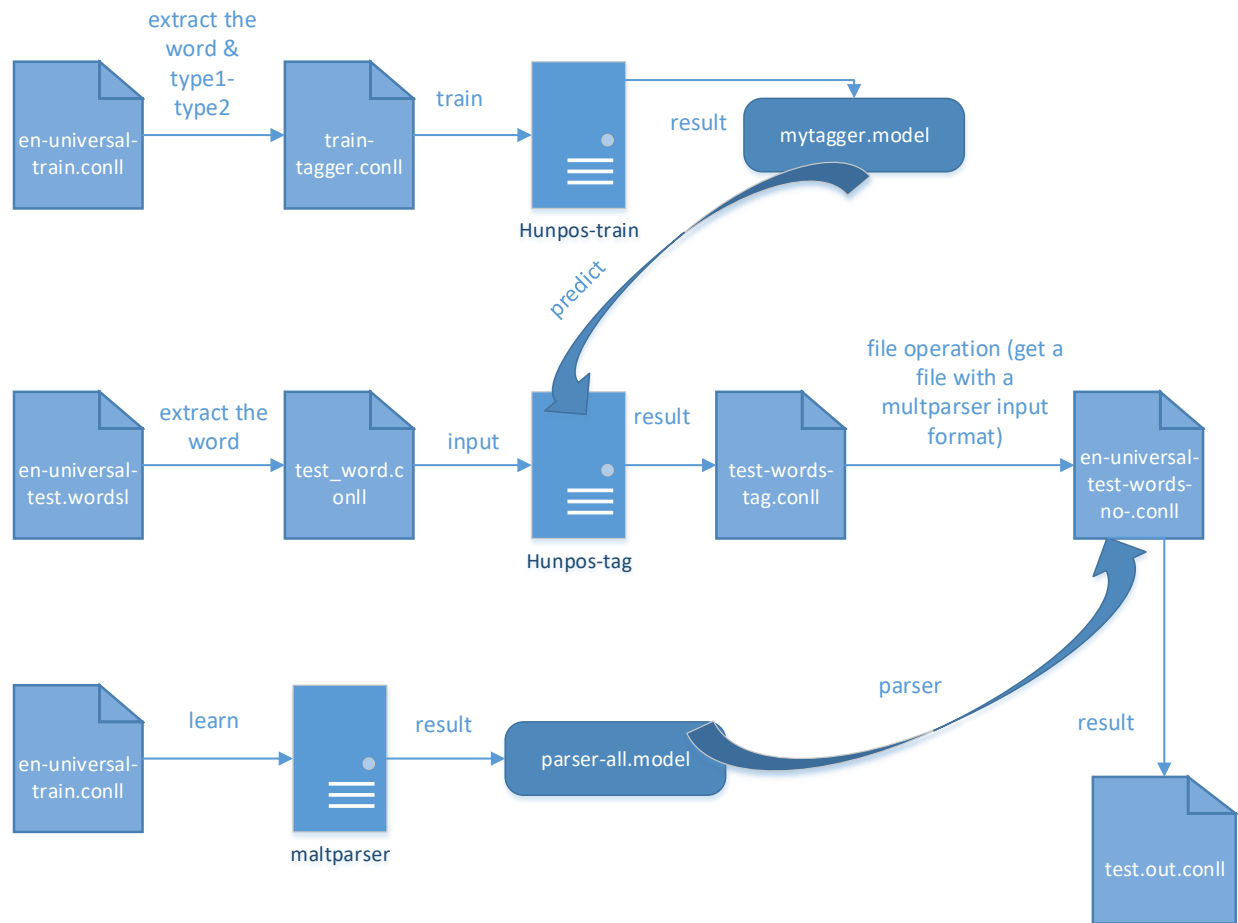 extract the
word &
type1-
type2
en-universal-
train.conll
train
train-
tagger.conll
Hunpos-train
result
mytagger.model
predict
extract the
word
en-universal-
test.wordsl
input
test_word.c
onll
Hunpos-tag
result
test-words-
tag.conll
file operation (get a
file with a
multparser input
format)
en-universal-
test-words-
no-.conll
learn
en-universal-
train.conll
maltparser
result
parser-all.model
parser
result
test.out.conll